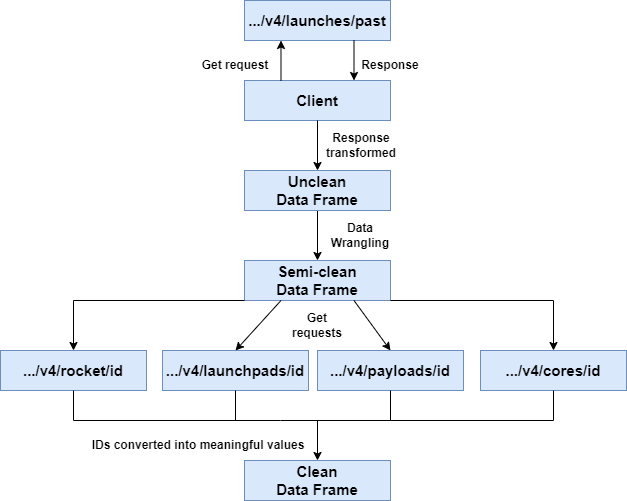 .../v4/launches/past
Get request
Response
Client
Response
transformed
Unclean
Data Frame
Data
Wrangling
Semi-clean
Data Frame
Get
requests
.../v4/rocket/id
.../v4/launchpads/id
.../v4/payloads/id
.../v4/cores/id
IDs converted into meaningful values
Clean
Data Frame